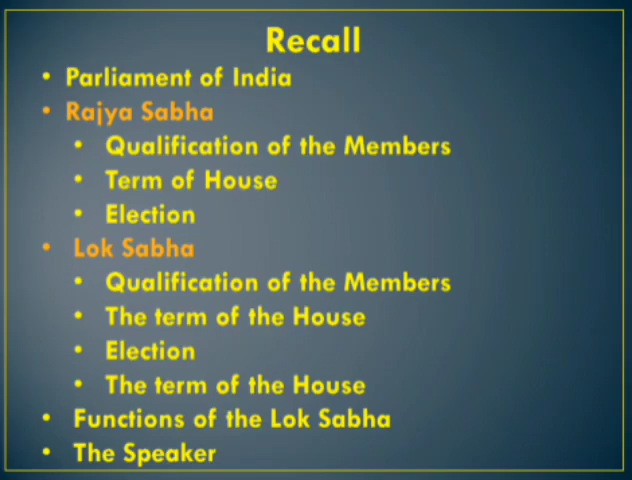 Recall
• Parliament of India
• Rajya Sabha
• Qualification of the Members
• Term of House
• Election
• Lok Sabha
• Qualification of the Members
• The term of the House
• Election
• The term of the House
• Functions of the Lok Sabha
• The Speaker